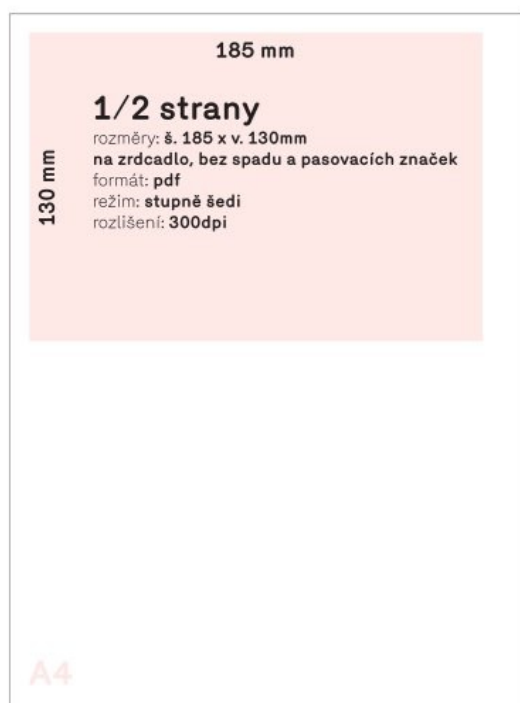 185 mm
1/2 strany
rozměry: š. 185 x v. 130mm
na zrdcadlo, bez spadu a pasovacích značek
formát: pdf
režim: stupně šedi
rozlišení: 300dpi
130 mm
A4